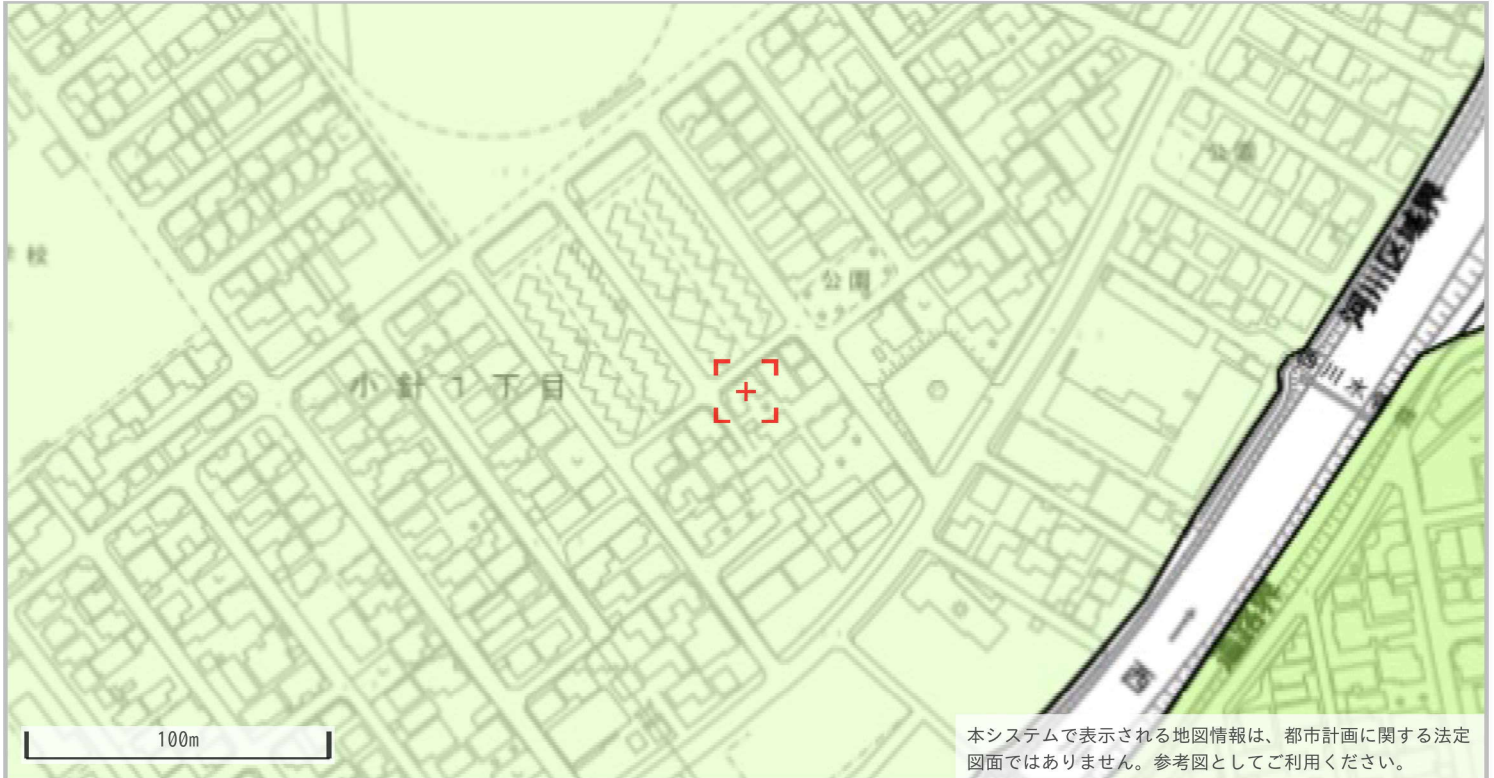 公園
河川区域界
校
公園
小針1丁目
西
100m
本システムで表示される地図情報は、都市計画に関する法定
図面ではありません。参考図としてご利用ください。